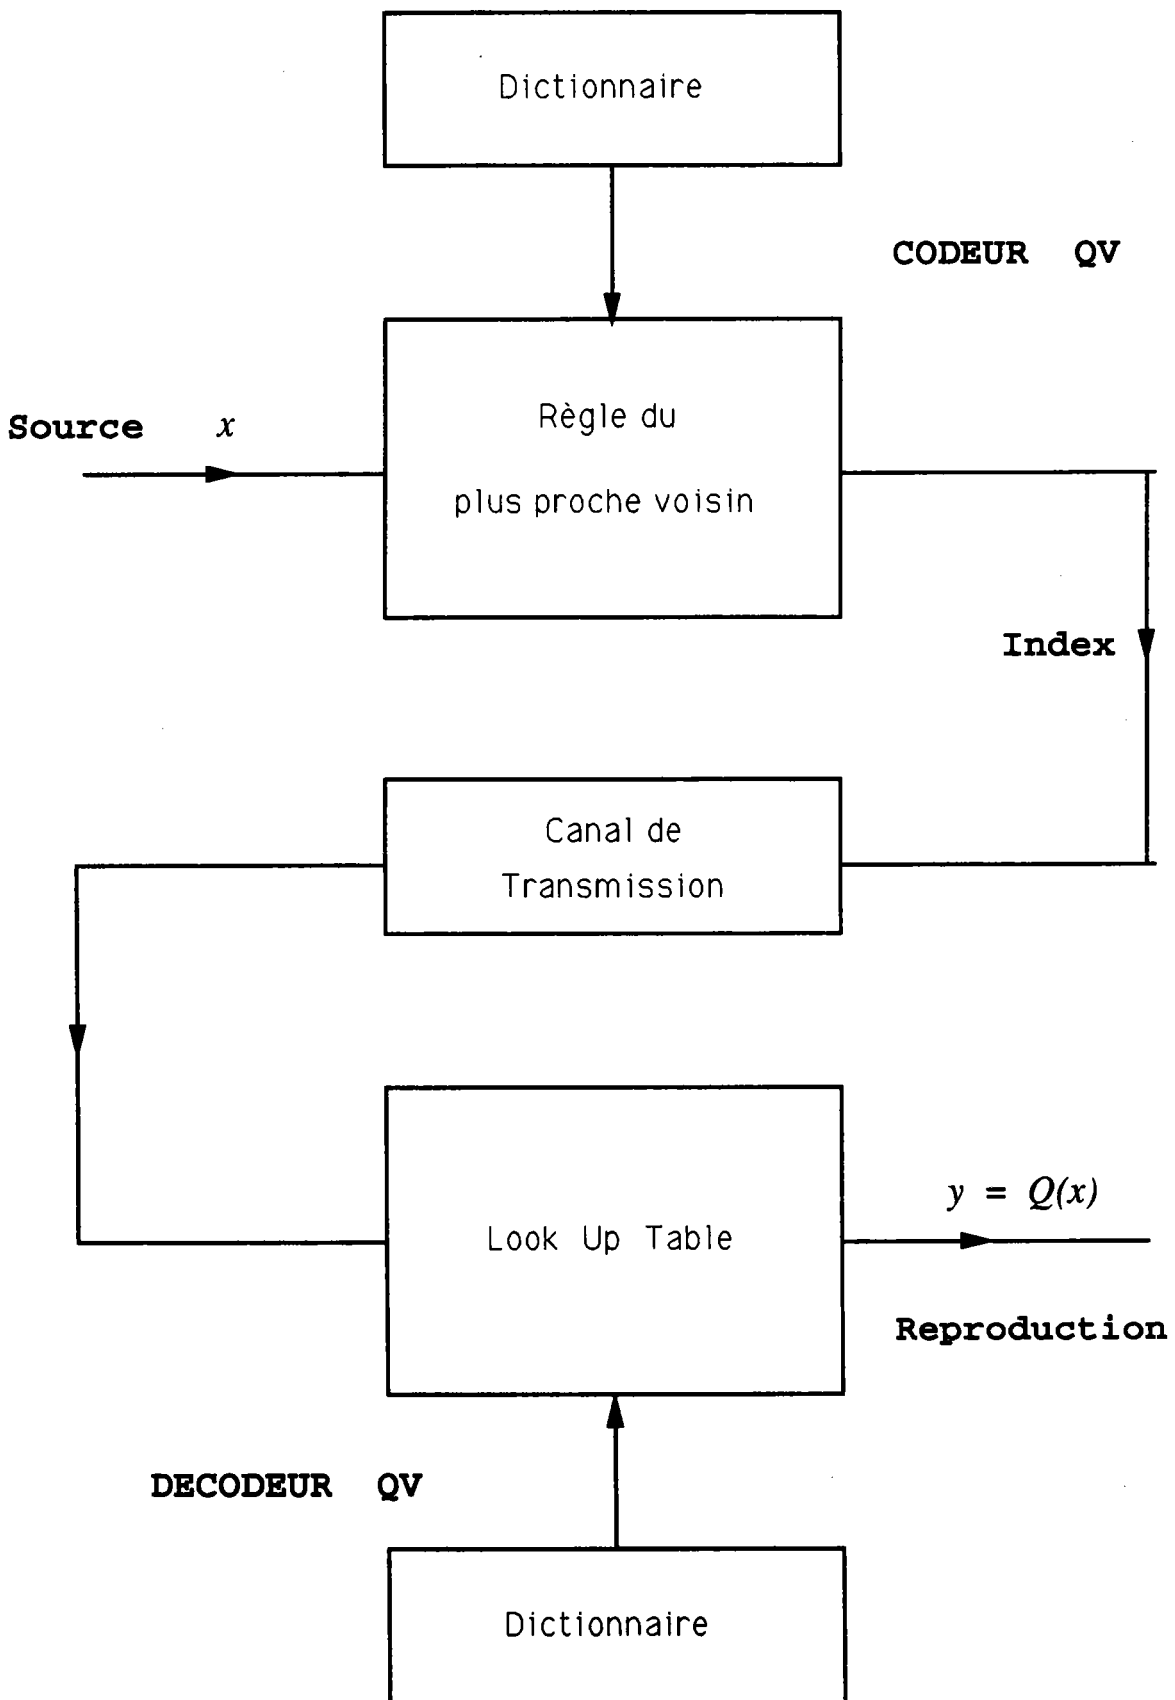 Dictionnaire
CODEUR QV
Source x
Règle du
plus proche voisin
Index
Canal de
Transmission
y = Q(x)
Look Up Table
Reproduction
DECODEUR QV
Dictionnaire